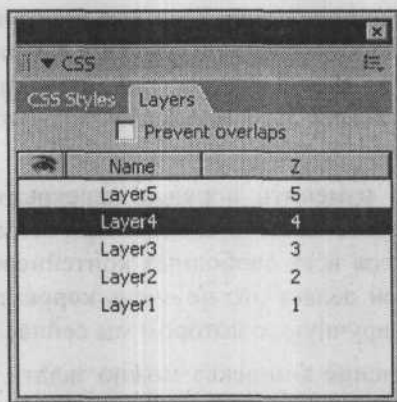 CSS
CSS Styles Layers
Prevent overlaps
Name Z
Layer5 5
Layer4 4
Layer3 3
Layer2 2
Layer1 1